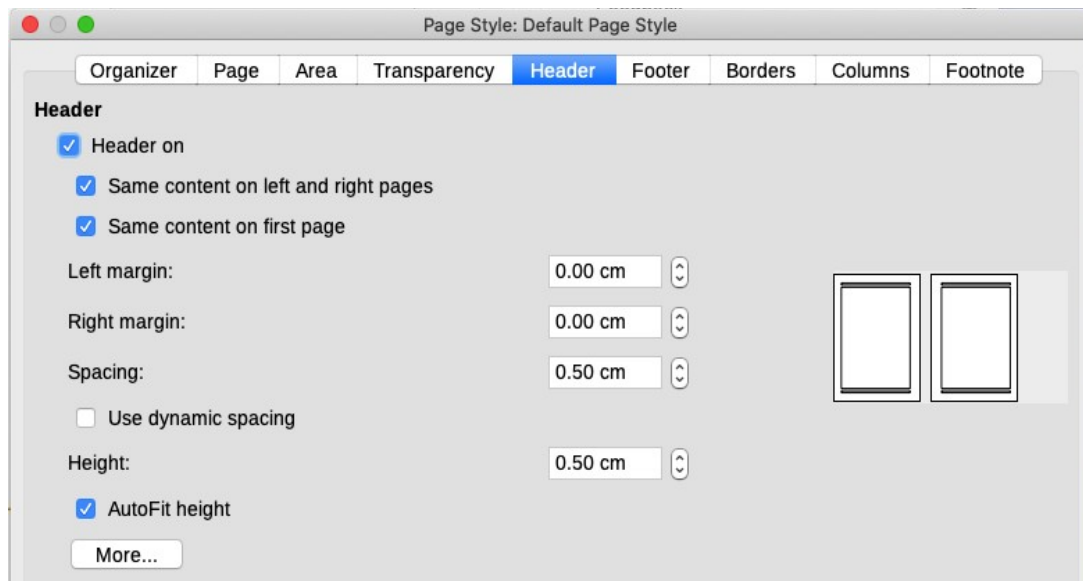 Page Style: Default Page Style
Organizer Page Area Transparency Header Footer Borders Columns Footnote
Header
Header on
Same content on left and right pages
Same content on first page
Left margin: 0.00 cm
Right margin: 0.00 cm
Spacing: 0.50 cm
Use dynamic spacing
Height: 0.50 cm
AutoFit height
More...